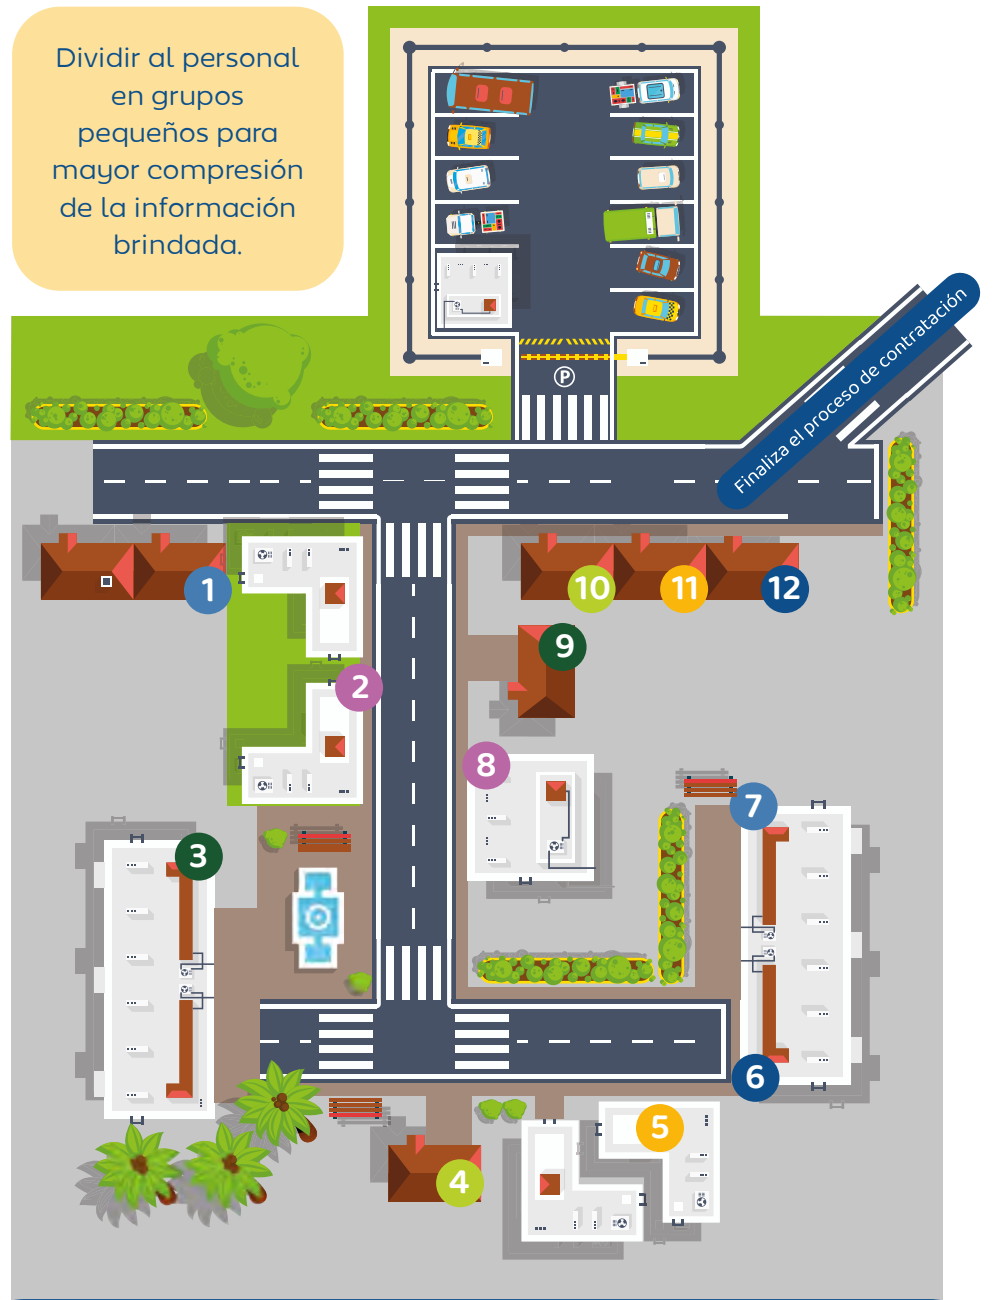 Dividir al personal
en grupos
pequeños para
mayor compresión
de la información
brindada.
Finaliza el proceso de contratación
P
1
10
11
12
9
2
8
7
3
6
5
4